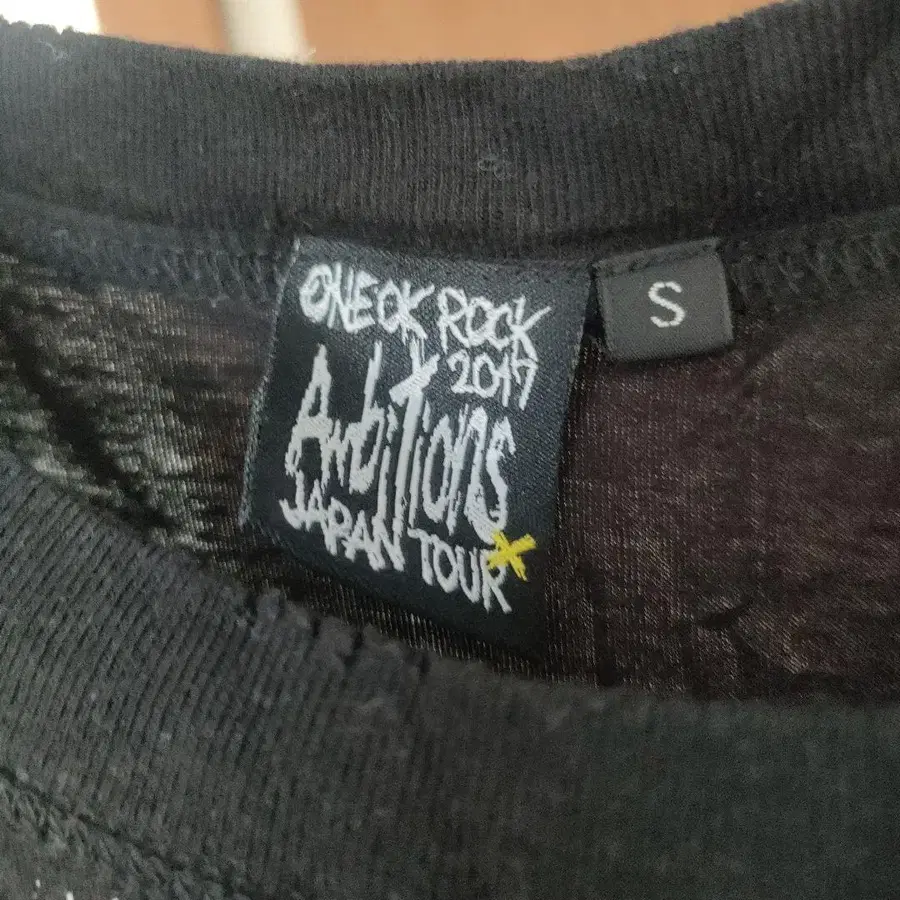 ONE OK ROCK
2017
AmbiTions
JAPAN TOUR
S